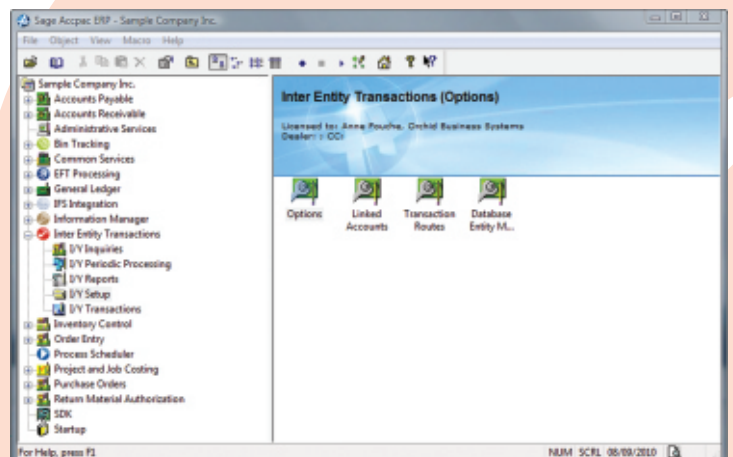 Sage Accpac ERP - Sample Company Inc.
File Object View Macro Help
Sample Company Inc.
Accounts Payable
Accounts Receivable
Administrative Services
Bin Tracking
Common Services
EFT Processing
General Ledger
IFS Integration
Information Manager
Inter Entity Transactions
I/Y Inquiries
I/Y Periodic Processing
I/Y Reports
I/Y Setup
I/Y Transactions
Inventory Control
Order Entry
Process Scheduler
Project and Job Costing
Purchase Orders
Return Material Authorization
SDK
Startup
Inter Entity Transactions (Options)
Licensed to: Anne Fouche, Orchid Business Systems
Dealer: : CCi
Options
Linked Accounts
Transaction Routes
Database Entity M...
For Help, press F1
NUM SCRL 08/09/2010